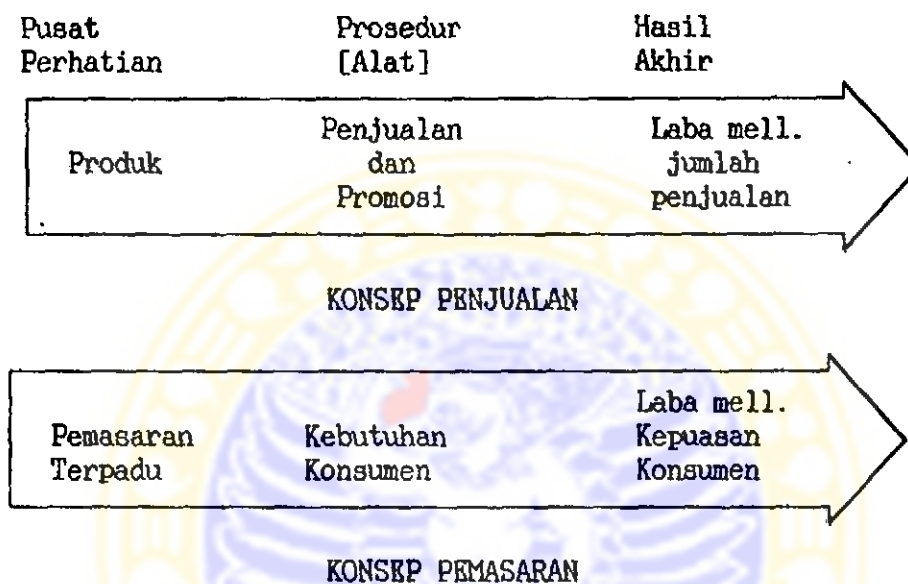 Pusat Prosedur Hasil
Perhatian [Alat] Akhir
Penjualan Laba mell.
Produk dan jumlah
Promosi penjualan
KONSEP PENJUALAN
Laba mell.
Pemasaran Kebutuhan Kepuasan
Terpadu Konsumen Konsumen
KONSEP PEMASARAN